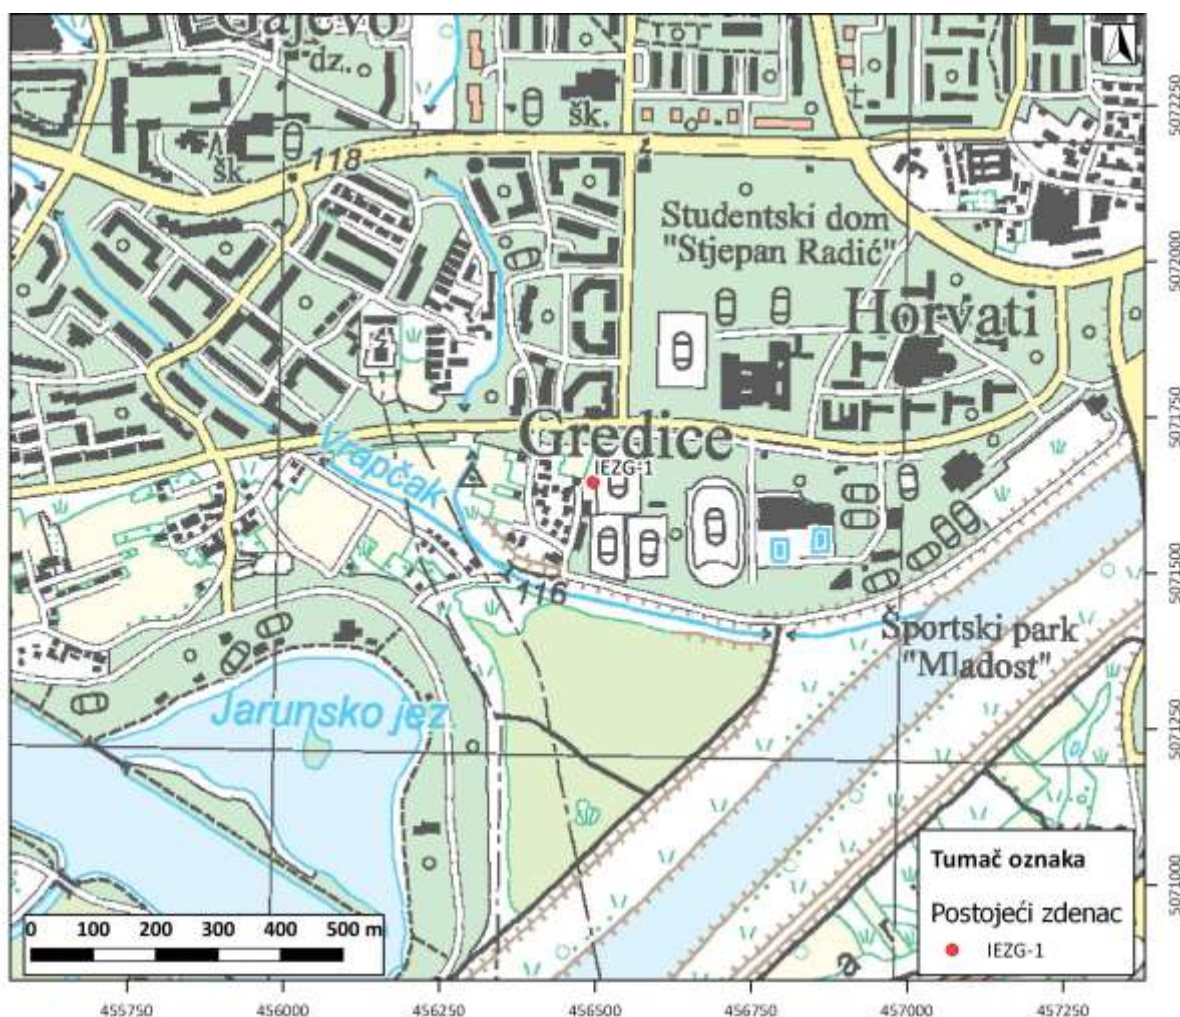 Gajevo
dz.
šk.
šk.
118
Studentski dom
"Stjepan Radić"
Horvati
Gredice
IEZG-1
Vrapčak
116
Športski park
"Mladost"
Jarunsko jez
0 100 200 300 400 500 m
Tumač oznaka
Postojeći zdenac
IEZG-1
455750 456000 456250 456500 456750 457000 457250
5072250
5072000
5071750
5071500
5071250
5071000